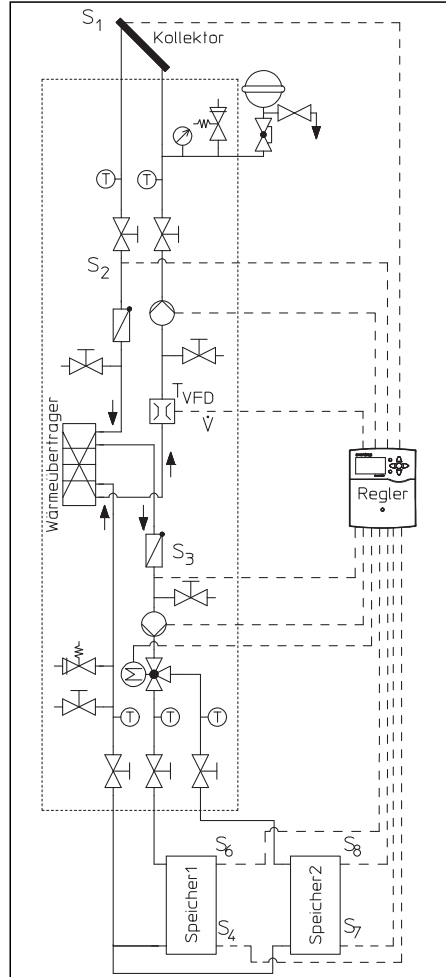 S1
Kollektor
T
T
S2
TVFD
V̇
Wärmeübertrager
Regler
S3
M
T
T
T
S6
S8
Speicher1
Speicher2
S4
S7